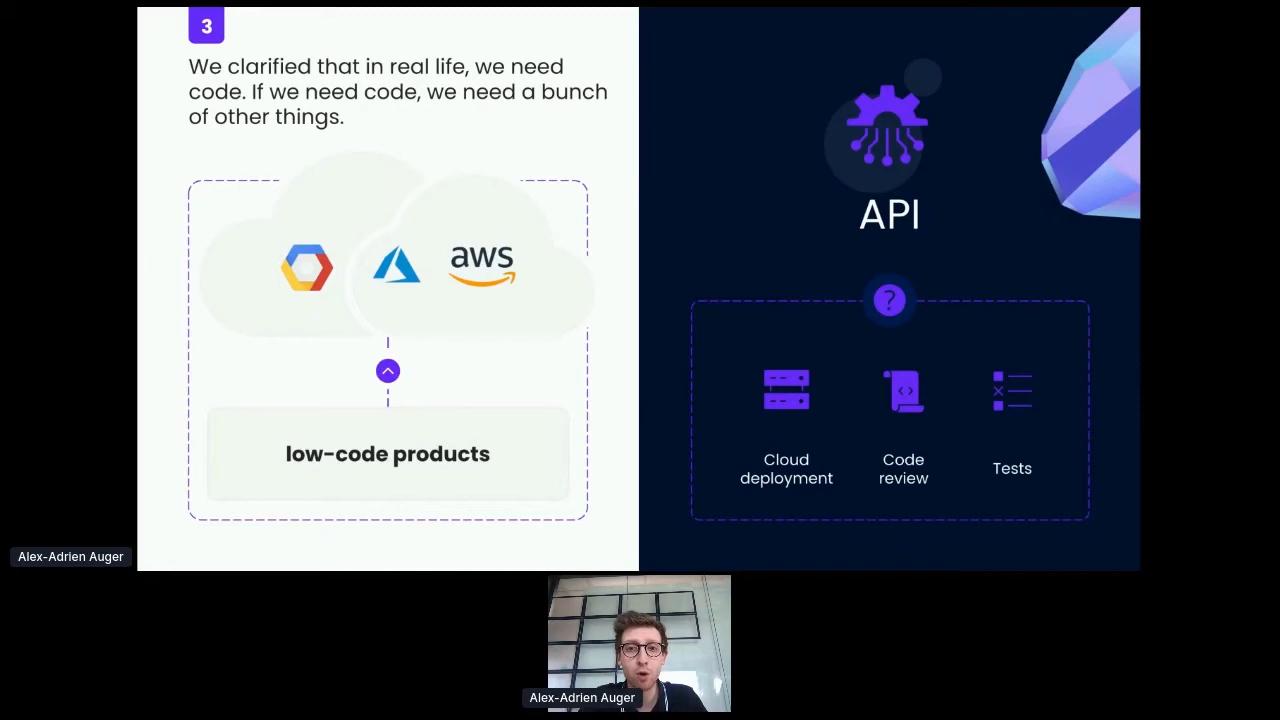 3
We clarified that in real life, we need
code. If we need code, we need a bunch
of other things.
aws
low-code products
API
?
Cloud
deployment
Code
review
Tests
Alex-Adrien Auger
Alex-Adrien Auger